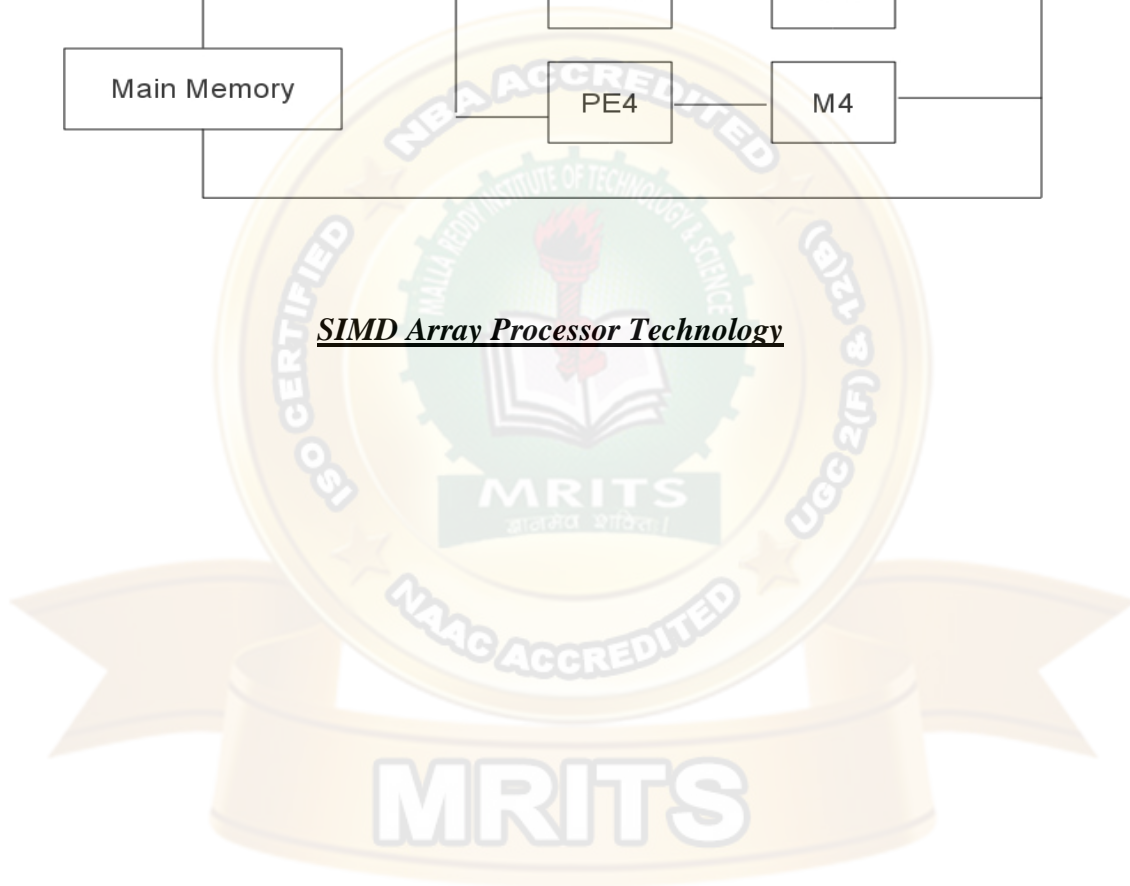 Main Memory
PE4
M4
SIMD Array Processor Technology
NBA ACCREDITED
MALLA REDDY INSTITUTE OF TECHNOLOGY & SCIENCE
OSI CERTIFIED
UGC 2(F) & 12(B)
MRITS
NAAC ACCREDITED
MRITS